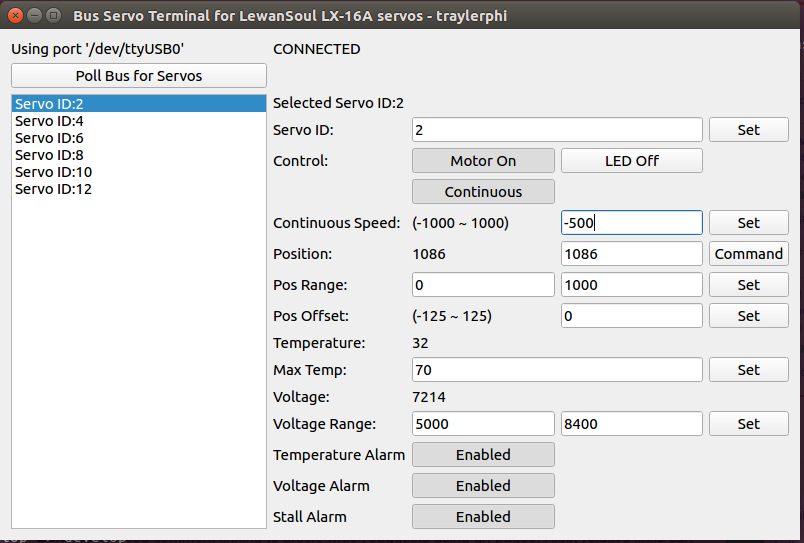 Bus Servo Terminal for LewanSoul LX-16A servos - traylerphi
Using port '/dev/ttyUSB0' CONNECTED
Poll Bus for Servos
Servo ID:2
Servo ID:4
Servo ID:6
Servo ID:8
Servo ID:10
Servo ID:12
Selected Servo ID:2
Servo ID: 2 Set
Control: Motor On LED Off
Continuous
Continuous Speed: (-1000 ~ 1000) -500 Set
Position: 1086 1086 Command
Pos Range: 0 1000 Set
Pos Offset: (-125 ~ 125) 0 Set
Temperature: 32
Max Temp: 70 Set
Voltage: 7214
Voltage Range: 5000 8400 Set
Temperature Alarm Enabled
Voltage Alarm Enabled
Stall Alarm Enabled